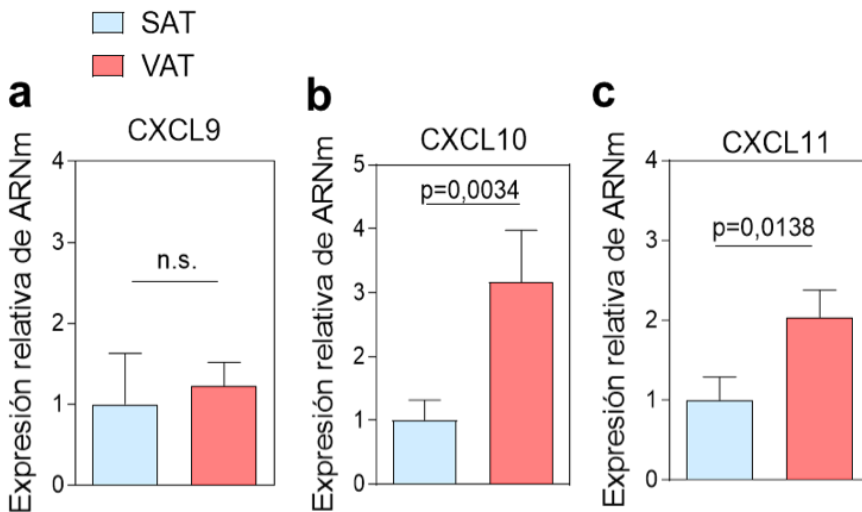 SAT
VAT
a
CXCL9
Expresión relativa de ARNm
4
3
2
1
0
n.s.
b
CXCL10
Expresión relativa de ARNm
5
4
3
2
1
0
p=0,0034
c
CXCL11
Expresión relativa de ARNm
4
3
2
1
0
p=0,0138